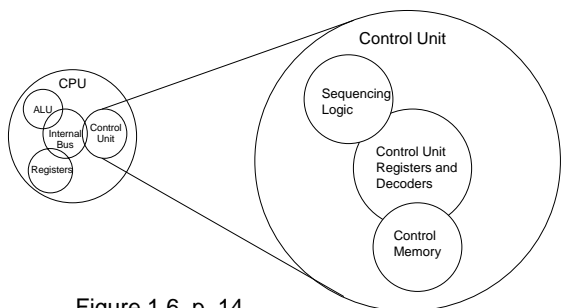 Control Unit
CPU
ALU
Internal
Bus
Control
Unit
Registers
Sequencing
Logic
Control Unit
Registers and
Decoders
Control
Memory
Figure 1.6, p. 14